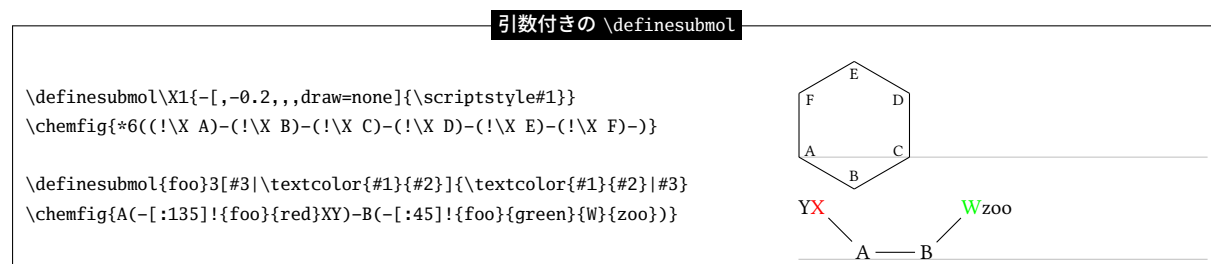 引数付きの \definesubmol
\definesubmol\X1{-[,-0.2,,,draw=none]{\scriptstyle#1}}
\chemfig{*6((!\X A)-(!\X B)-(!\X C)-(!\X D)-(!\X E)-(!\X F)-)}
\definesubmol{foo}3[#3|\textcolor{#1}{#2}]{\textcolor{#1}{#2}|#3}
\chemfig{A(-[:135]!{foo}{red}XY)-B(-[:45]!{foo}{green}{W}{zoo})}
E
F D
A C
B
YX Wzoo
A B